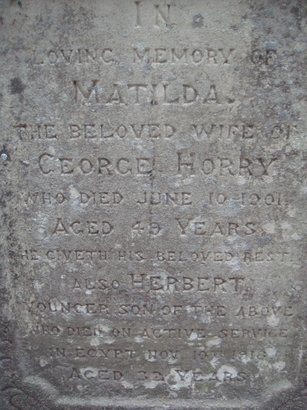 IN
LOVING MEMORY OF
MATILDA.
THE BELOVED WIFE OF
GEORGE HORRY
WHO DIED JUNE 10 1901.
AGED 49 YEARS.
HE GIVETH HIS BELOVED REST.
ALSO HERBERT,
YOUNGER SON OF THE ABOVE
WHO DIED ON ACTIVE SERVICE
IN EGYPT NOV 10TH
AGED YEARS.